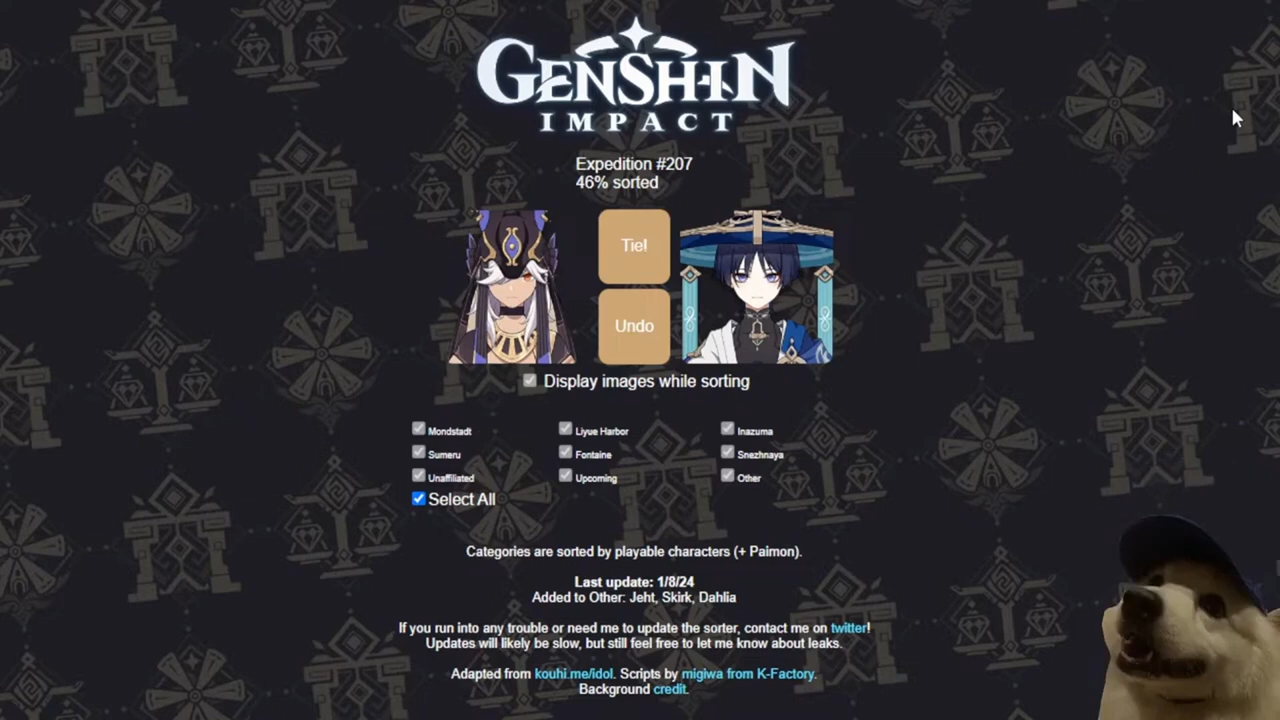 GENSHIN
IMPACT
Expedition #207
46% sorted
Tie!
Undo
Display images while sorting
Mondstadt
Liyue Harbor
Inazuma
Sumeru
Fontaine
Snezhnaya
Unaffiliated
Upcoming
Other
Select All
Categories are sorted by playable characters (+ Paimon).
Last update: 1/8/24
Added to Other: Jeht, Skirk, Dahlia
If you run into any trouble or need me to update the sorter, contact me on twitter!
Updates will likely be slow, but still feel free to let me know about leaks.
Adapted from kouhi.me/idol. Scripts by migiwa from K-Factory.
Background credit.